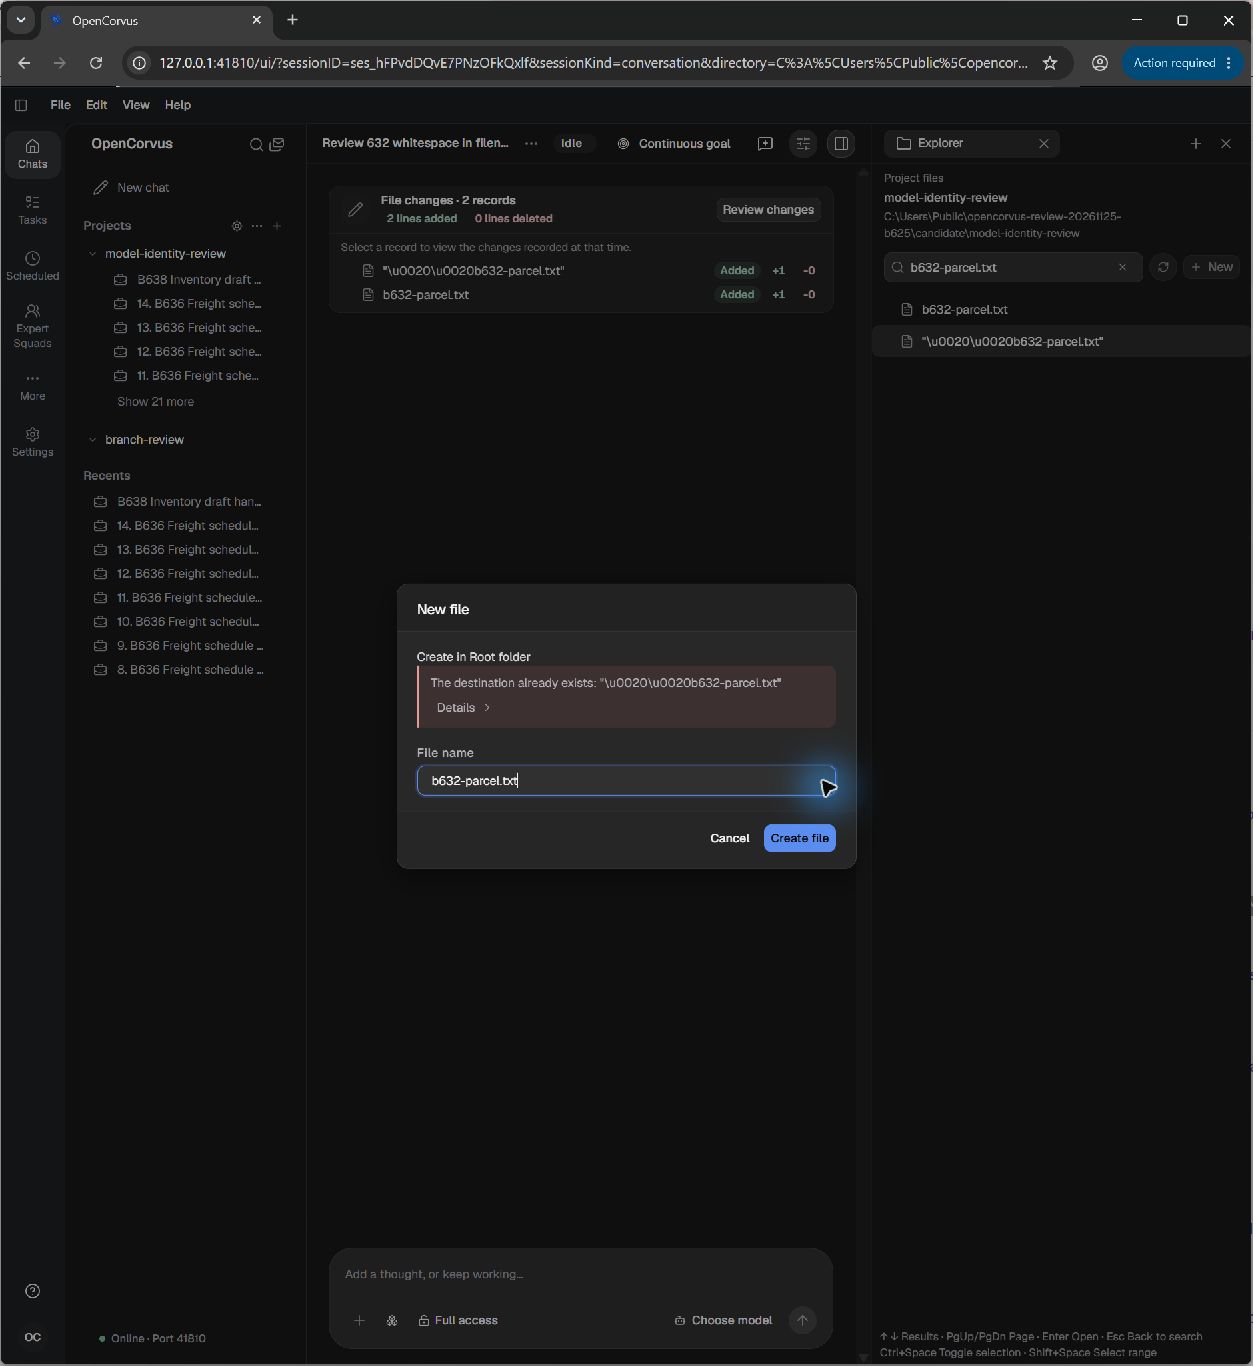 OpenCorvus
127.0.0.1:41810/ui/?sessionID=ses_hFPvdDQvE7PNzOFkQxlf&sessionKind=conversation&directory=C%3A%5CUsers%5CPublic%5Copencor...
Action required
File Edit View Help
Chats
Tasks
Scheduled
Expert
Squads
More
Settings
OC
OpenCorvus
New chat
Projects
model-identity-review
B638 Inventory draft ...
14. B636 Freight sche...
13. B636 Freight sche...
12. B636 Freight sche...
11. B636 Freight sche...
Show 21 more
branch-review
Recents
B638 Inventory draft han...
14. B636 Freight schedul...
13. B636 Freight schedul...
12. B636 Freight schedul...
11. B636 Freight schedule...
10. B636 Freight schedul...
9. B636 Freight schedule ...
8. B636 Freight schedule ...
Online · Port 41810
Review 632 whitespace in filen... Idle Continuous goal
File changes · 2 records
2 lines added 0 lines deleted
Review changes
Select a record to view the changes recorded at that time.
"\u0020\u0020b632-parcel.txt" Added +1 -0
b632-parcel.txt Added +1 -0
New file
Create in Root folder
The destination already exists: "\u0020\u0020b632-parcel.txt"
Details
File name
b632-parcel.txt
Cancel Create file
Add a thought, or keep working...
Full access Choose model
Explorer
Project files
model-identity-review
C:\Users\Public\opencorvus-review-20261125-
b625\candidate\model-identity-review
b632-parcel.txt
New
b632-parcel.txt
"\u0020\u0020b632-parcel.txt"
↑↓ Results · PgUp/PgDn Page · Enter Open · Esc Back to search
Ctrl+Space Toggle selection · Shift+Space Select range